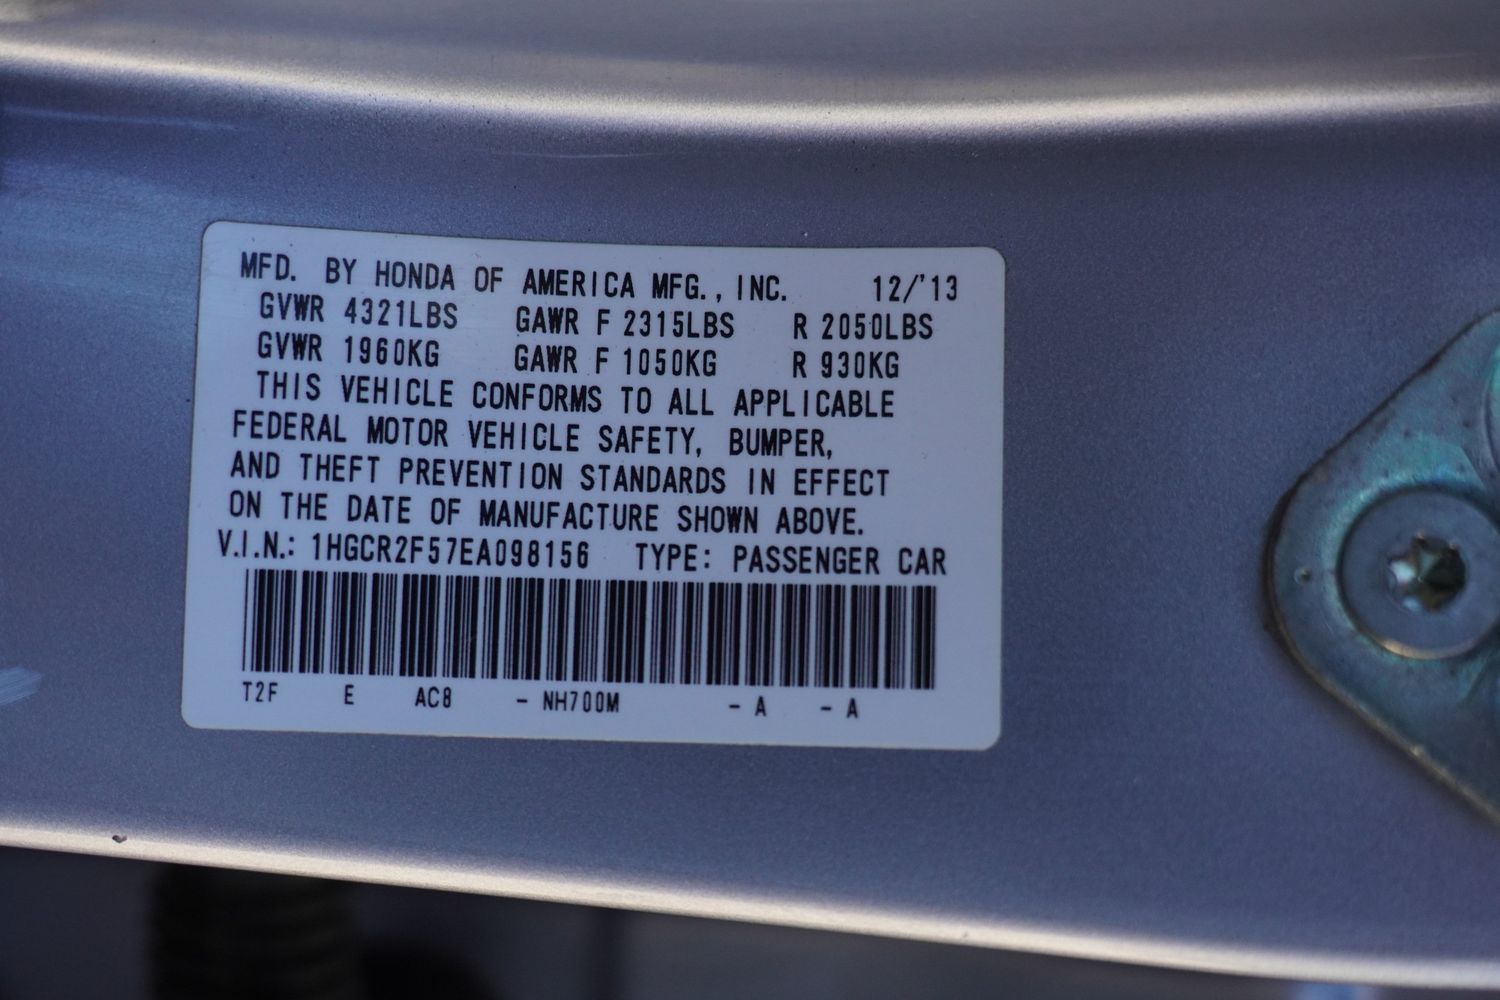 MFD. BY HONDA OF AMERICA MFG., INC. 12/'13
GVWR 4321LBS GAWR F 2315LBS R 2050LBS
GVWR 1960KG GAWR F 1050KG R 930KG
THIS VEHICLE CONFORMS TO ALL APPLICABLE
FEDERAL MOTOR VEHICLE SAFETY, BUMPER,
AND THEFT PREVENTION STANDARDS IN EFFECT
ON THE DATE OF MANUFACTURE SHOWN ABOVE.
V.I.N.: 1HGCR2F57EA098156 TYPE: PASSENGER CAR
T2F E AC8 - NH700M - A - A